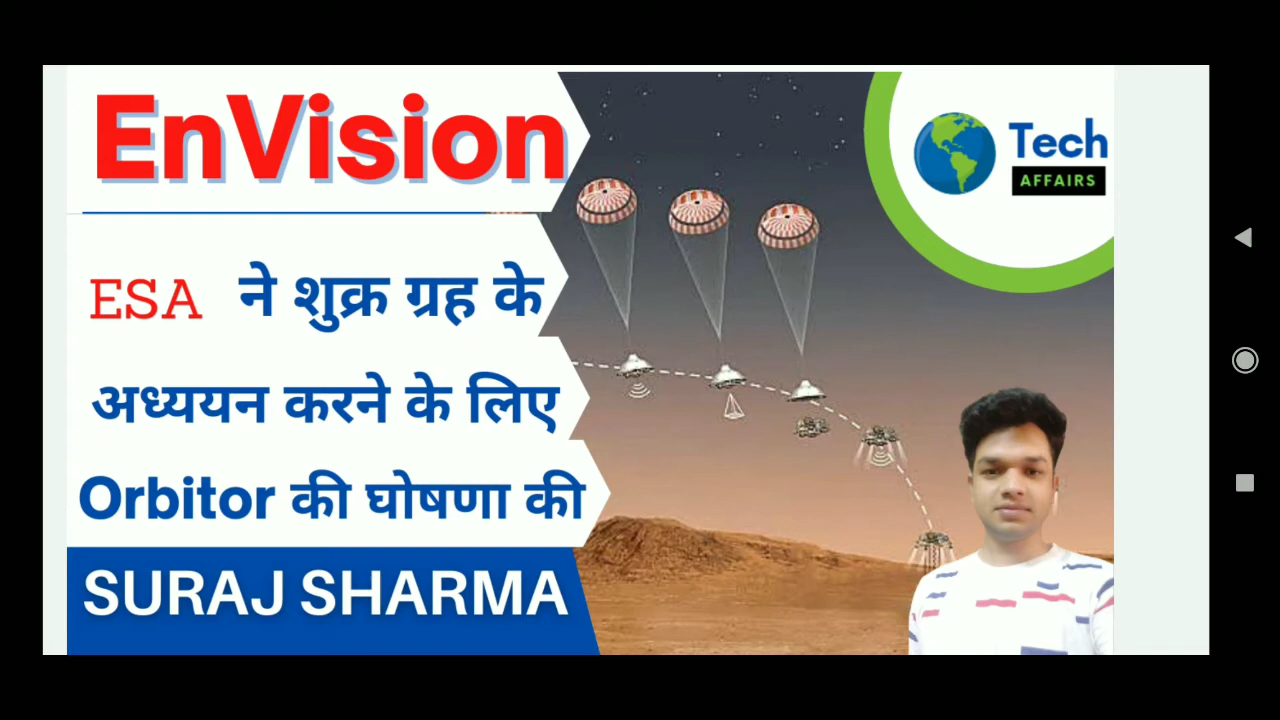 EnVision
Tech
AFFAIRS
ESA ने शुक्र ग्रह के
अध्ययन करने के लिए
Orbitor की घोषणा की
SURAJ SHARMA